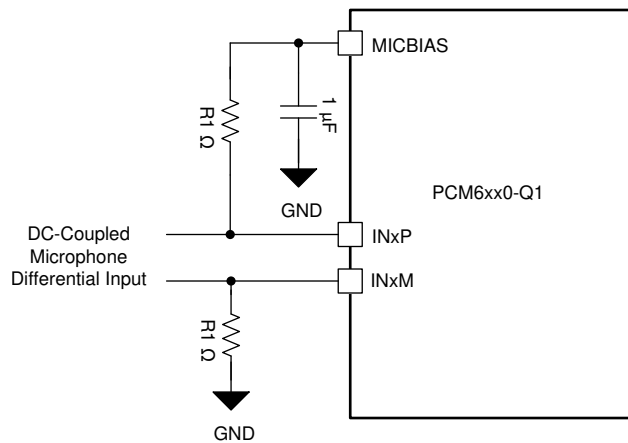 MICBIAS
R1 Ω
1 µF
GND
PCM6xx0-Q1
DC-Coupled
Microphone
Differential Input
INxP
INxM
R1 Ω
GND